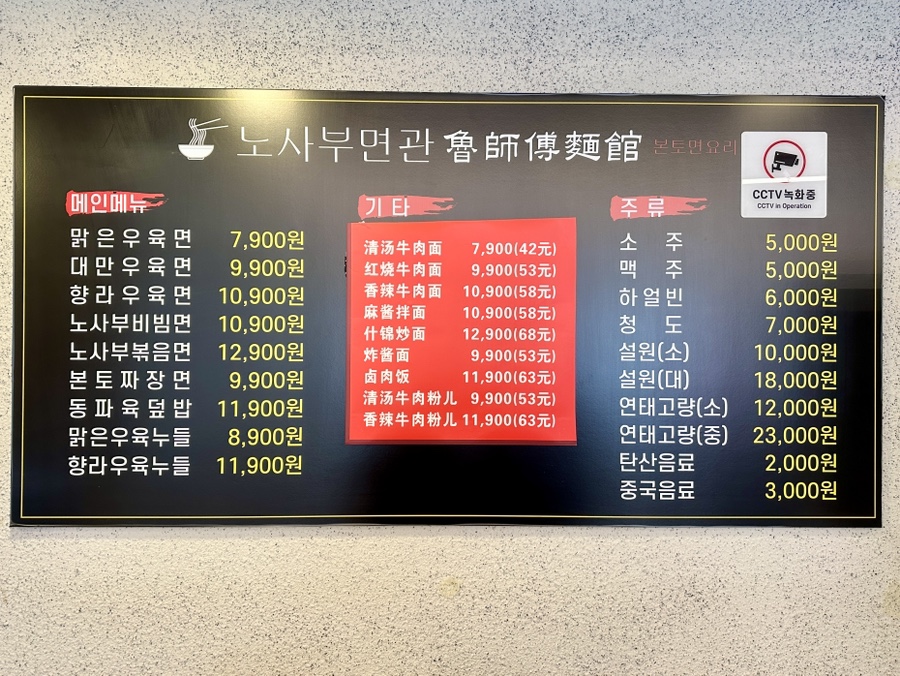 노사부면관 魯師傅麵館 본토면요리
CCTV 녹화중
CCTV in Operation
메인메뉴
맑은우육면 7,900원
대만우육면 9,900원
향라우육면 10,900원
노사부비빔면 10,900원
노사부볶음면 12,900원
본토짜장면 9,900원
동파육덮밥 11,900원
맑은우육누들 8,900원
향라우육누들 11,900원
기타
清汤牛肉面 7,900(42元)
红烧牛肉面 9,900(53元)
香辣牛肉面 10,900(58元)
麻酱拌面 10,900(58元)
什锦炒面 12,900(68元)
炸酱面 9,900(53元)
卤肉饭 11,900(63元)
清汤牛肉粉儿 9,900(53元)
香辣牛肉粉儿 11,900(63元)
주류
소주 5,000원
맥주 5,000원
하얼빈 6,000원
청도 7,000원
설원(소) 10,000원
설원(대) 18,000원
연태고량(소) 12,000원
연태고량(중) 23,000원
탄산음료 2,000원
중국음료 3,000원